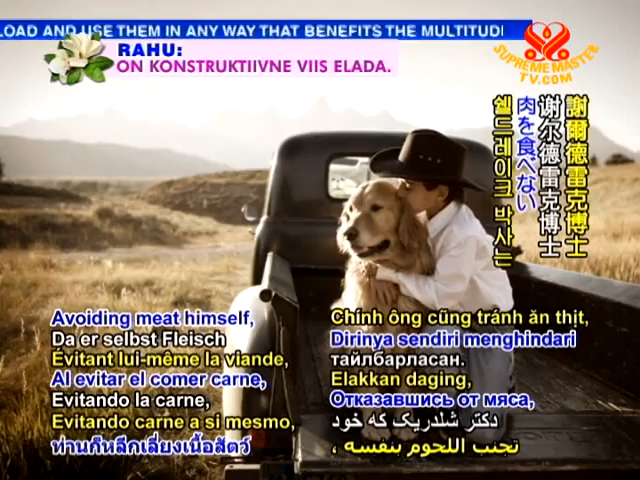 LOAD AND USE THEM IN ANY WAY THAT BENEFITS THE MULTITUDI
RAHU:
ON KONSTRUKTIIVNE VIIS ELADA.
SUPREME MASTER
TV.COM
謝爾德雷克博士
谢尔德雷克博士
肉を食べない
쉘드레이크 박사는
Avoiding meat himself,
Da er selbst Fleisch
Évitant lui-même la viande,
Al evitar el comer carne,
Evitando la carne,
Evitando carne a si mesmo,
ท่านก็หลีกเลี่ยงเนื้อสัตว์
Chính ông cũng tránh ăn thịt,
Dirinya sendiri menghindari
тайлбарласан.
Elakkan daging,
Отказавшись от мяса,
دکتر شلدریک که خود
تجنب اللحوم بنفسه ،